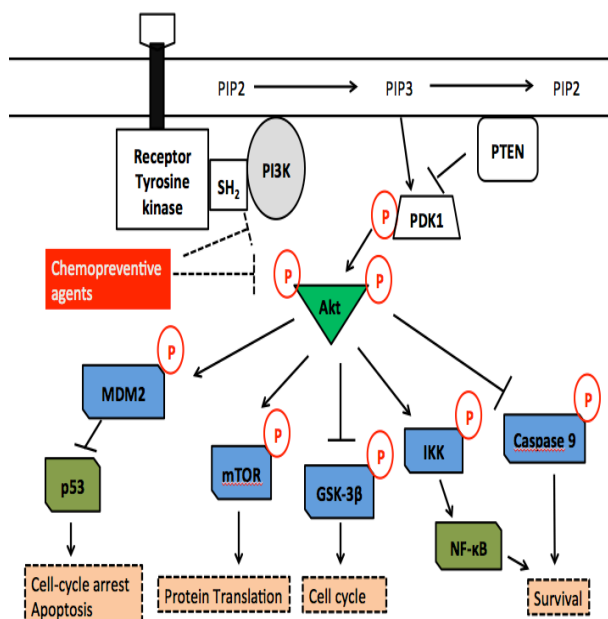 PIP2
PIP3
PIP2
Receptor
Tyrosine
kinase
SH2
PI3K
PTEN
P
PDK1
Chemopreventive
agents
P
P
Akt
P
MDM2
P
mTOR
P
GSK-3β
P
IKK
P
Caspase 9
p53
NF-κB
Cell-cycle arrest
Apoptosis
Protein Translation
Cell cycle
Survival